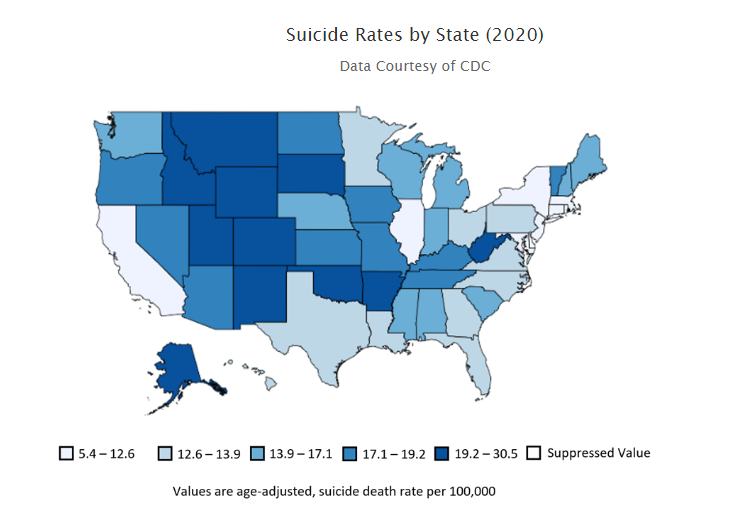 Suicide Rates by State (2020)
Data Courtesy of CDC
5.4 – 12.6 12.6 – 13.9 13.9 – 17.1 17.1 – 19.2 19.2 – 30.5 Suppressed Value
Values are age-adjusted, suicide death rate per 100,000